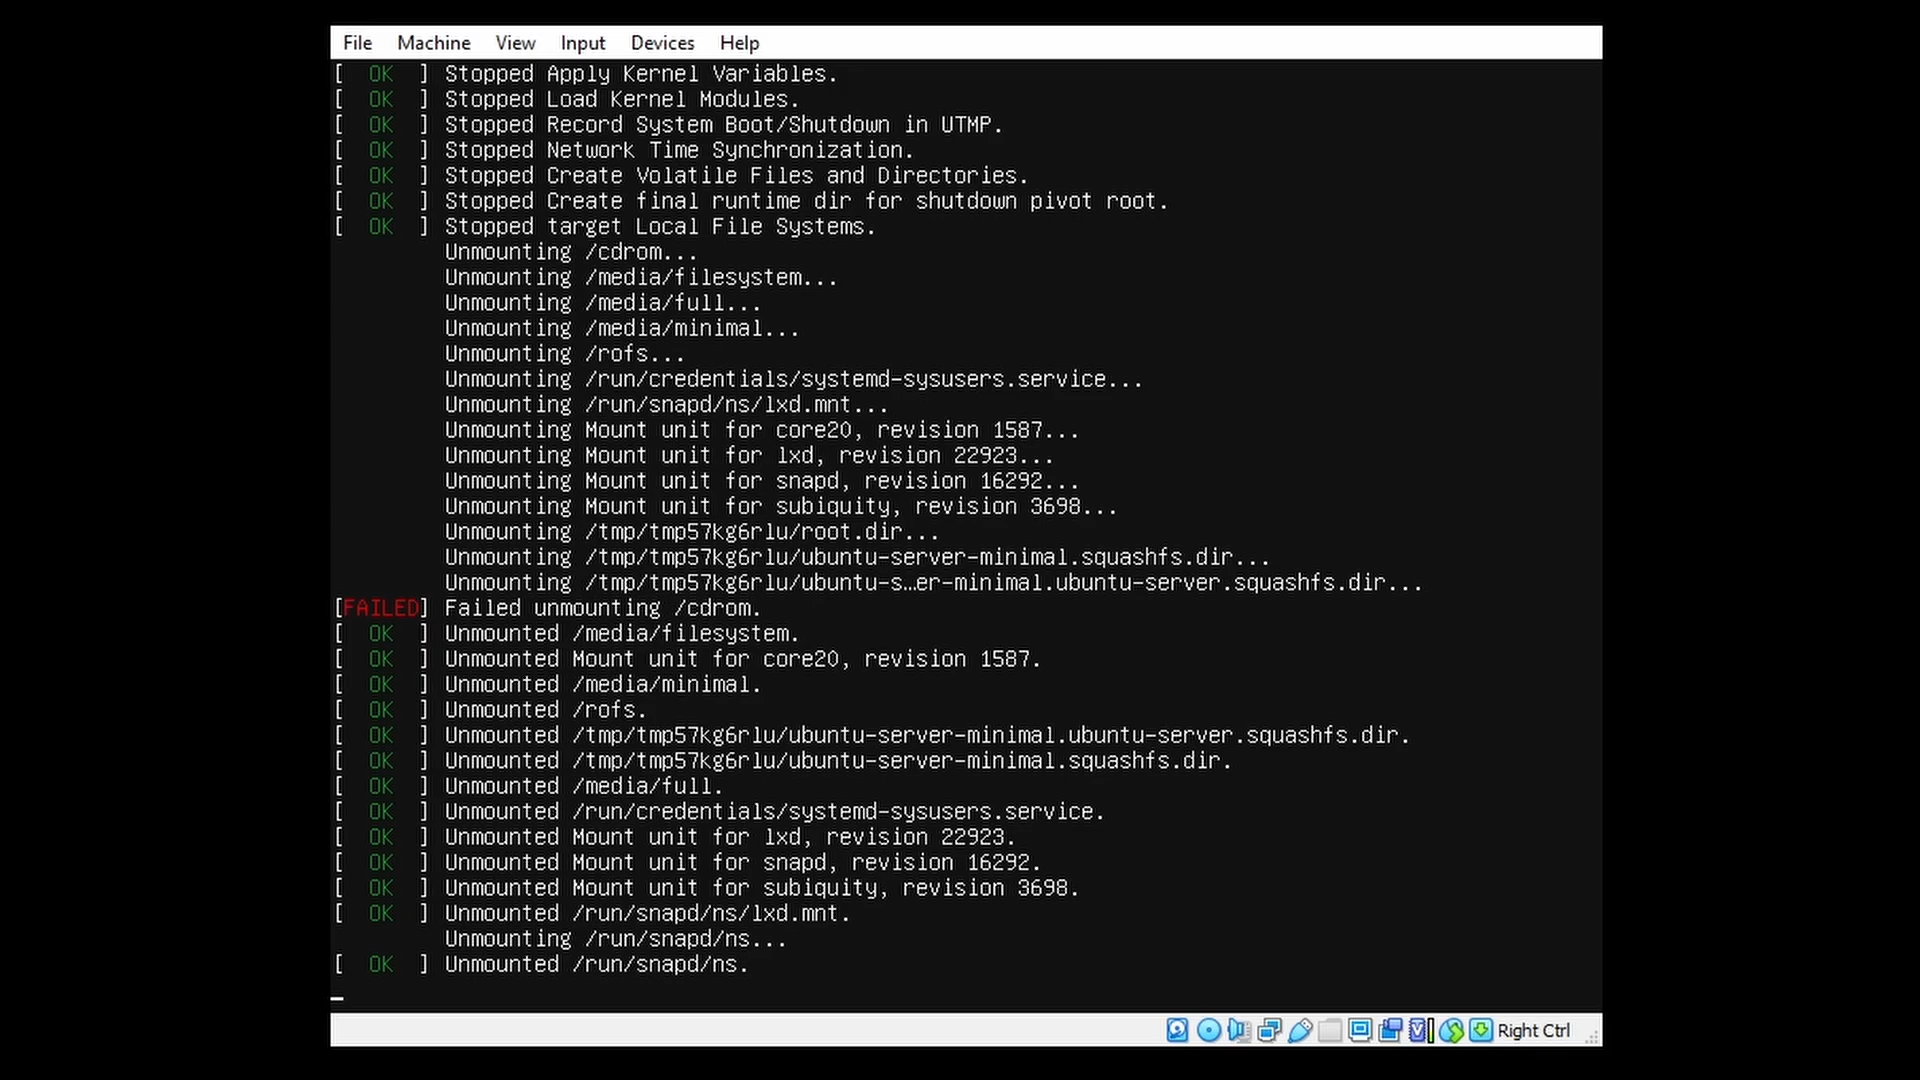 File Machine View Input Devices Help
[  OK  ] Stopped Apply Kernel Variables.
[  OK  ] Stopped Load Kernel Modules.
[  OK  ] Stopped Record System Boot/Shutdown in UTMP.
[  OK  ] Stopped Network Time Synchronization.
[  OK  ] Stopped Create Volatile Files and Directories.
[  OK  ] Stopped Create final runtime dir for shutdown pivot root.
[  OK  ] Stopped target Local File Systems.
Unmounting /cdrom...
Unmounting /media/filesystem...
Unmounting /media/full...
Unmounting /media/minimal...
Unmounting /rofs...
Unmounting /run/credentials/systemd-sysusers.service...
Unmounting /run/snapd/ns/lxd.mnt...
Unmounting Mount unit for core20, revision 1587...
Unmounting Mount unit for lxd, revision 22923...
Unmounting Mount unit for snapd, revision 16292...
Unmounting Mount unit for subiquity, revision 3698...
Unmounting /tmp/tmp57kg6rlu/root.dir...
Unmounting /tmp/tmp57kg6rlu/ubuntu-server-minimal.squashfs.dir...
Unmounting /tmp/tmp57kg6rlu/ubuntu-s…er-minimal.ubuntu-server.squashfs.dir...
[FAILED] Failed unmounting /cdrom.
[  OK  ] Unmounted /media/filesystem.
[  OK  ] Unmounted Mount unit for core20, revision 1587.
[  OK  ] Unmounted /media/minimal.
[  OK  ] Unmounted /rofs.
[  OK  ] Unmounted /tmp/tmp57kg6rlu/ubuntu-server-minimal.ubuntu-server.squashfs.dir.
[  OK  ] Unmounted /tmp/tmp57kg6rlu/ubuntu-server-minimal.squashfs.dir.
[  OK  ] Unmounted /media/full.
[  OK  ] Unmounted /run/credentials/systemd-sysusers.service.
[  OK  ] Unmounted Mount unit for lxd, revision 22923.
[  OK  ] Unmounted Mount unit for snapd, revision 16292.
[  OK  ] Unmounted Mount unit for subiquity, revision 3698.
[  OK  ] Unmounted /run/snapd/ns/lxd.mnt.
Unmounting /run/snapd/ns...
[  OK  ] Unmounted /run/snapd/ns.
Right Ctrl